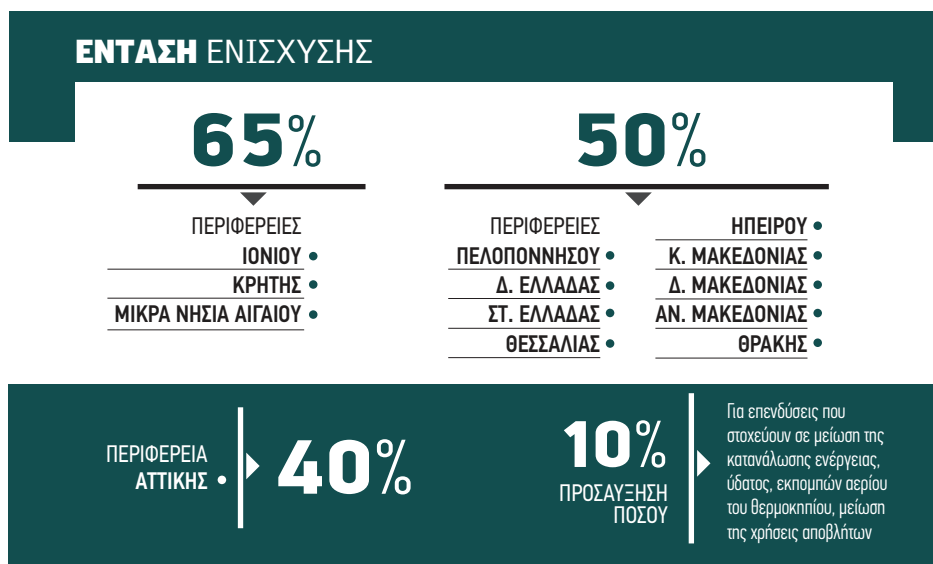 ΕΝΤΑΣΗ ΕΝΙΣΧΥΣΗΣ
65%
ΠΕΡΙΦΕΡΕΙΕΣ
ΙΟΝΙΟΥ •
ΚΡΗΤΗΣ •
ΜΙΚΡΑ ΝΗΣΙΑ ΑΙΓΑΙΟΥ •
50%
ΠΕΡΙΦΕΡΕΙΕΣ
ΠΕΛΟΠΟΝΝΗΣΟΥ •
Δ. ΕΛΛΑΔΑΣ •
ΣΤ. ΕΛΛΑΔΑΣ •
ΘΕΣΣΑΛΙΑΣ •
ΗΠΕΙΡΟΥ •
Κ. ΜΑΚΕΔΟΝΙΑΣ •
Δ. ΜΑΚΕΔΟΝΙΑΣ •
ΑΝ. ΜΑΚΕΔΟΝΙΑΣ •
ΘΡΑΚΗΣ •
ΠΕΡΙΦΕΡΕΙΑ
ΑΤΤΙΚΗΣ •
40%
10%
ΠΡΟΣΑΥΞΗΣΗ
ΠΟΣΟΥ
Για επενδύσεις που
στοχεύουν σε μείωση της
κατανάλωσης ενέργειας,
ύδατος, εκπομπών αερίου
του θερμοκηπίου, μείωση
της χρήσεις αποβλήτων